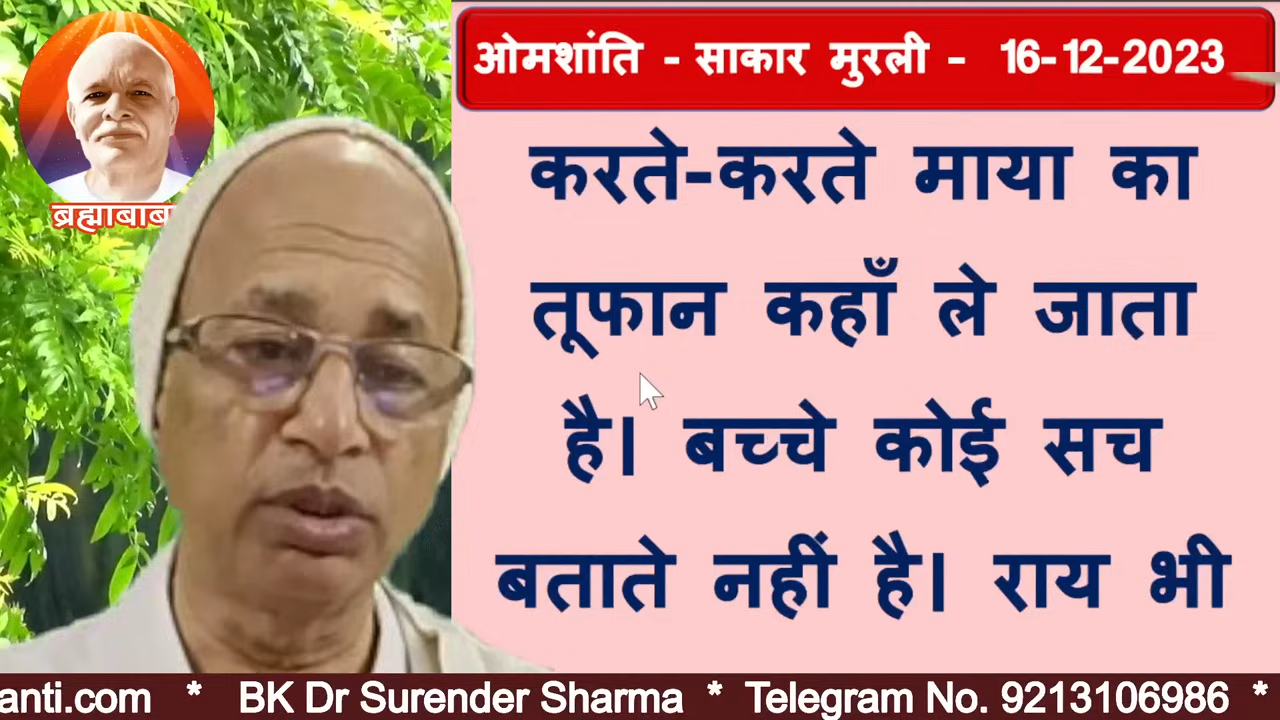 ओमशांति - साकार मुरली - 16-12-2023
ब्रह्माबाब
करते-करते माया का
तूफान कहाँ ले जाता
है। बच्चे कोई सच
बताते नहीं है। राय भी
anti.com * BK Dr Surender Sharma * Telegram No. 9213106986 *